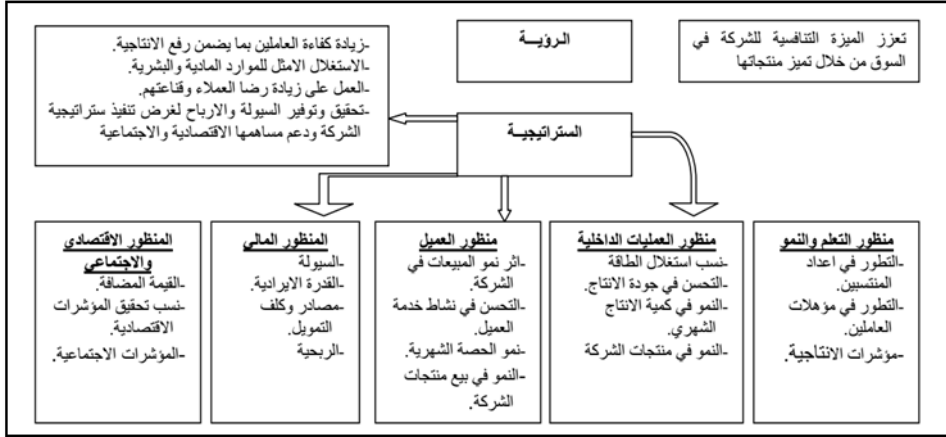 تعزز الميزة التنافسية للشركة في
السوق من خلال تميز منتجاتها
الرؤيــة
-زيادة كفاءة العاملين بما يضمن رفع الانتاجية.
-الاستغلال الامثل للموارد المادية والبشرية.
-العمل على زيادة رضا العملاء وقناعتهم.
-تحقيق وتوفير السيولة والارباح لغرض تنفيذ ستراتيجية
الشركة ودعم مساهمها الاقتصادية والاجتماعية
الستراتيجيــة
منظور التعلم والنمو
-التطور في اعداد
المنتسبين.
-التطور في مؤهلات
العاملين.
-مؤشرات الانتاجية.
منظور العمليات الداخلية
-نسب استغلال الطاقة
-التحسن في جودة الانتاج.
-النمو في كمية الانتاج
الشهري.
-النمو في منتجات الشركة
منظور العميل
-اثر نمو المبيعات في
الشركة.
-التحسن في نشاط خدمة
العميل.
-نمو الحصة الشهرية.
-النمو في بيع منتجات
الشركة.
المنظور المالي
-السيولة
-القدرة الايرادية.
-مصادر وكلف
التمويل.
-الربحية
المنظور الاقتصادي
والاجتماعي
-القيمة المضافة.
-نسب تحقيق المؤشرات
الاقتصادية.
-المؤشرات الاجتماعية.